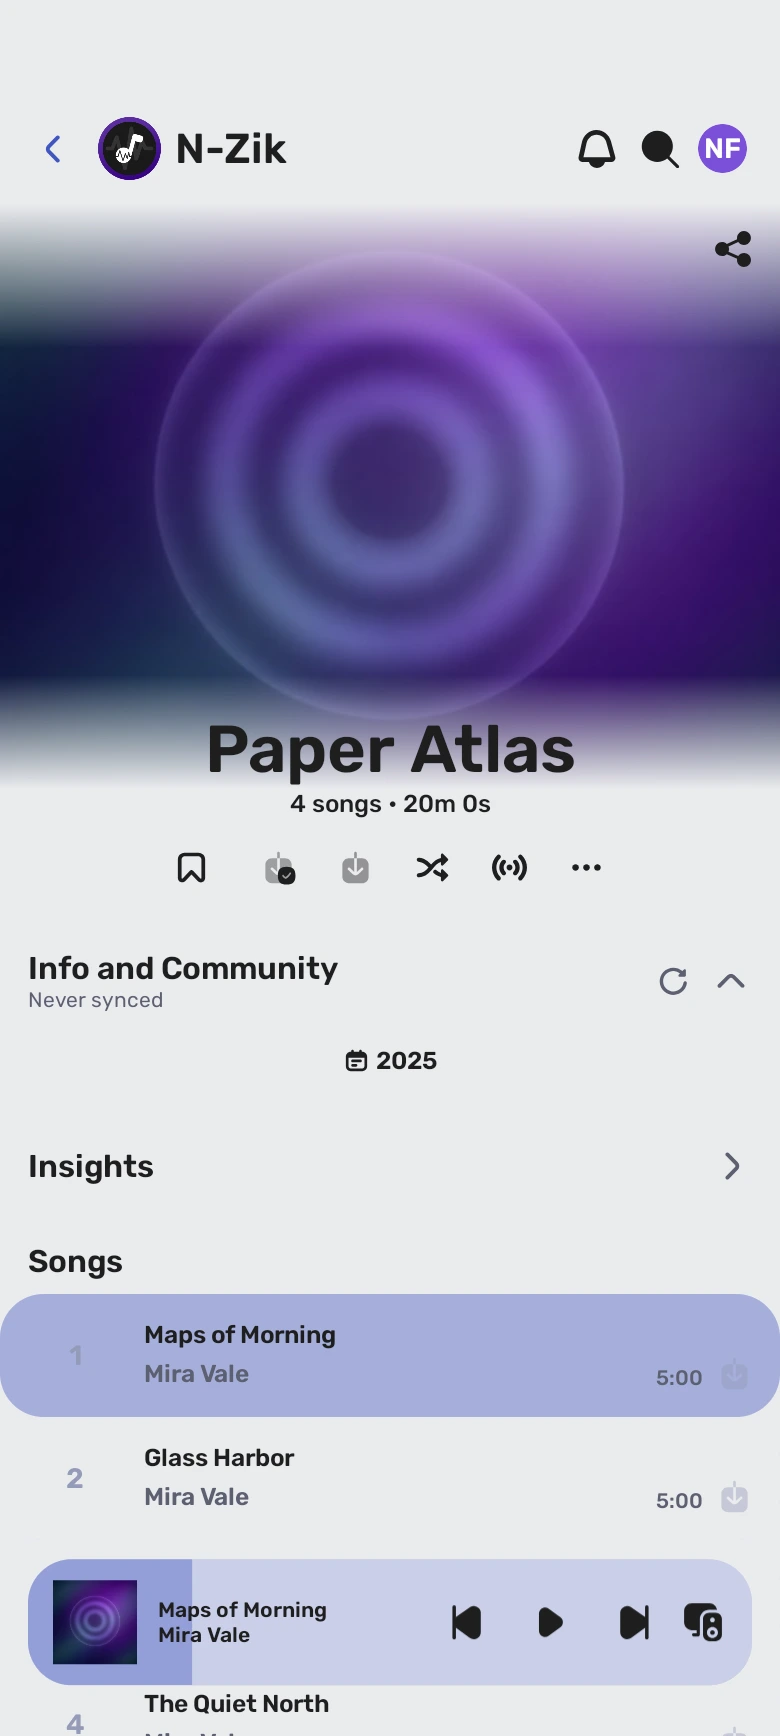 N-Zik
NF
Paper Atlas
4 songs • 20m 0s
Info and Community
Never synced
2025
Insights
Songs
1
Maps of Morning
Mira Vale
5:00
2
Glass Harbor
Mira Vale
5:00
Maps of Morning
Mira Vale
The Quiet North
4